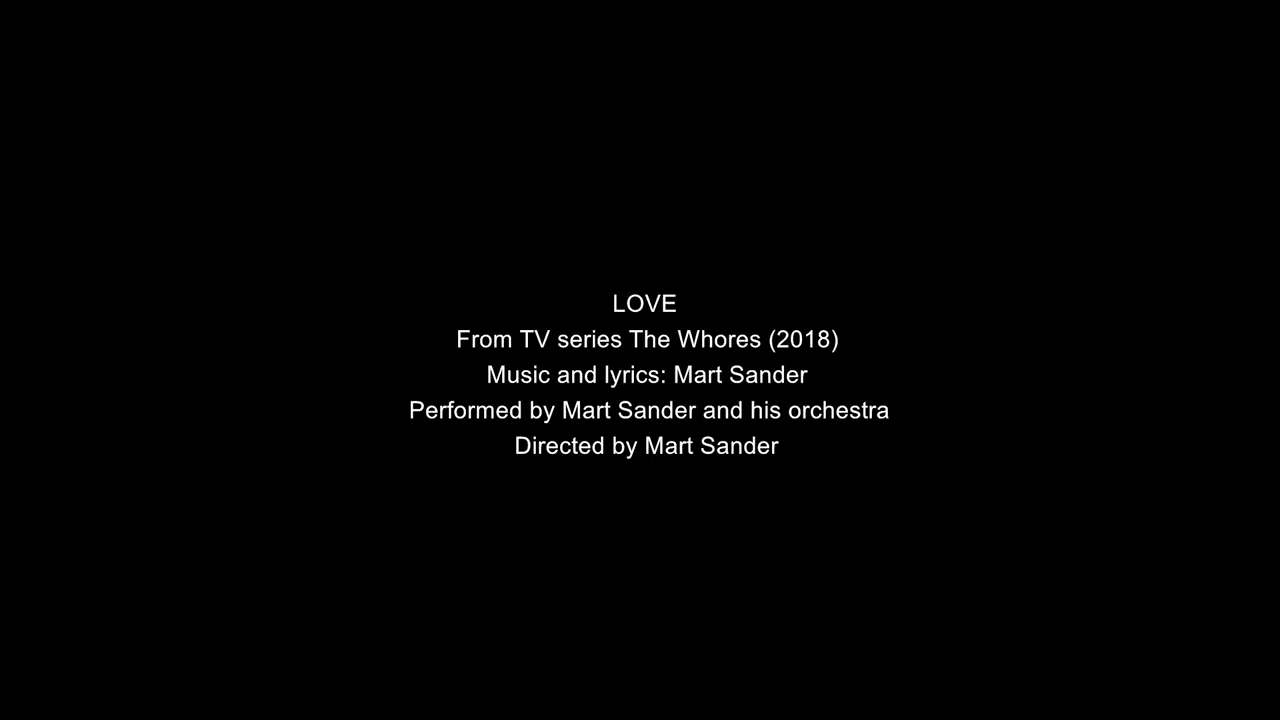 LOVE
From TV series The Whores (2018)
Music and lyrics: Mart Sander
Performed by Mart Sander and his orchestra
Directed by Mart Sander